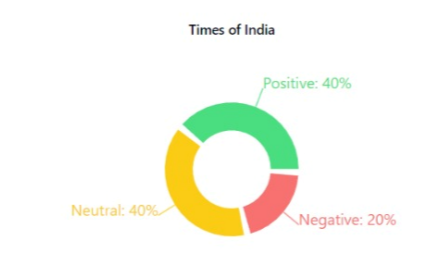 Times of India
Positive: 40%
Neutral: 40%
Negative: 20%